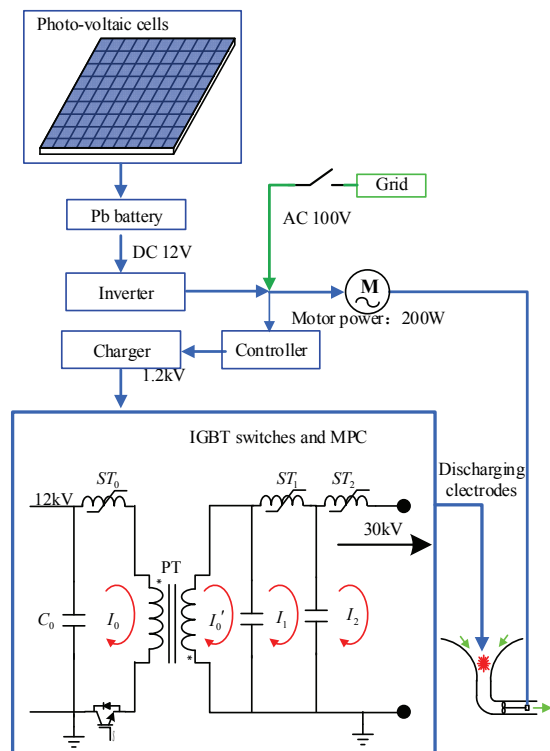 Photo-voltaic cells
Grid
Pb battery
AC 100V
DC 12V
Inverter
M
Motor power：200W
Charger
Controller
1.2kV
IGBT switches and MPC
Discharging
electrodes
ST0
ST1
ST2
12kV
30kV
PT
*
C0
I0
I0′
I1
I2
*